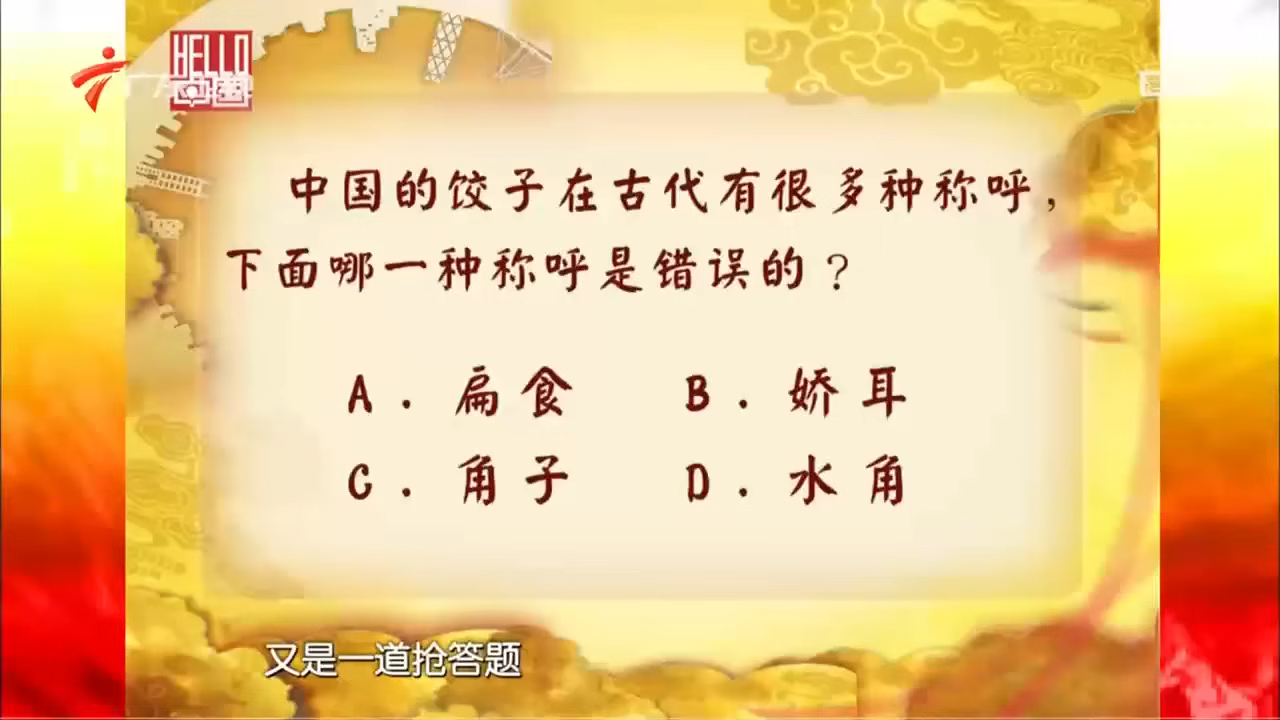 HELLO
中国
中国的饺子在古代有很多种称呼，
下面哪一种称呼是错误的？
A．扁食 B．娇耳
C．角子 D．水角
又是一道抢答题